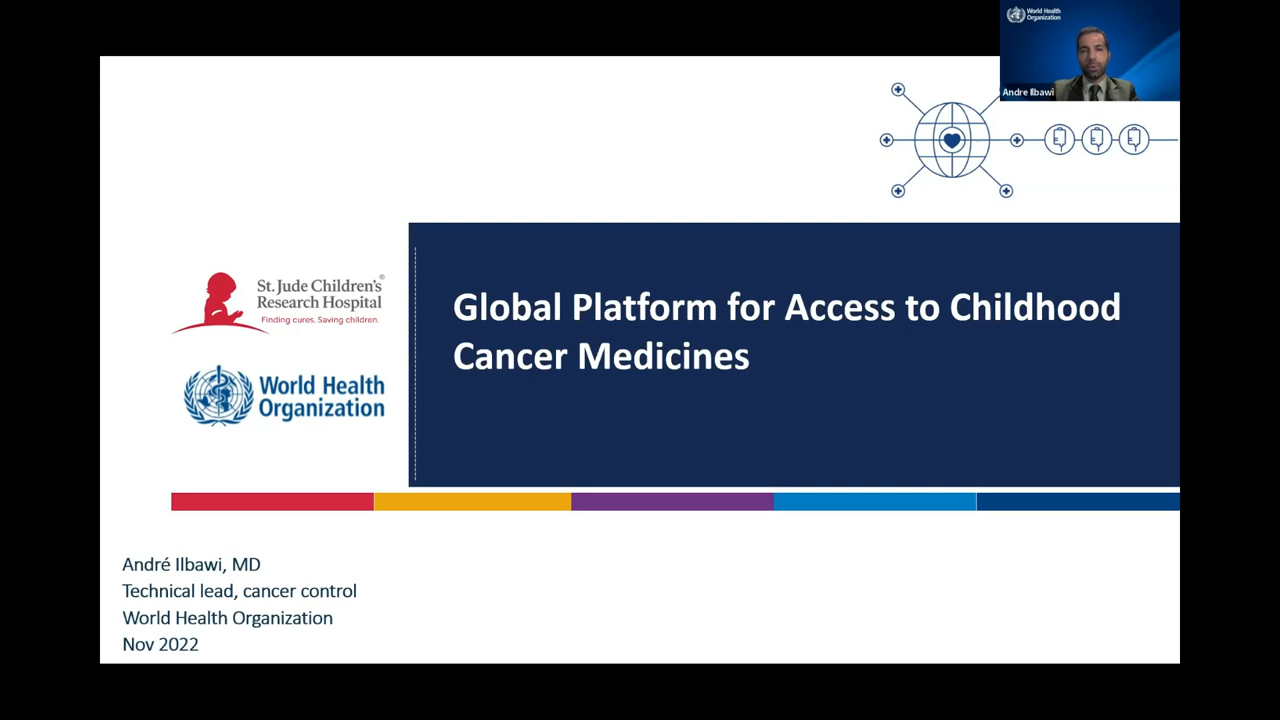 World Health
Organization
Andre Ilbawi
St. Jude Children's®
Research Hospital
Finding cures. Saving children.
World Health
Organization
Global Platform for Access to Childhood
Cancer Medicines
André Ilbawi, MD
Technical lead, cancer control
World Health Organization
Nov 2022